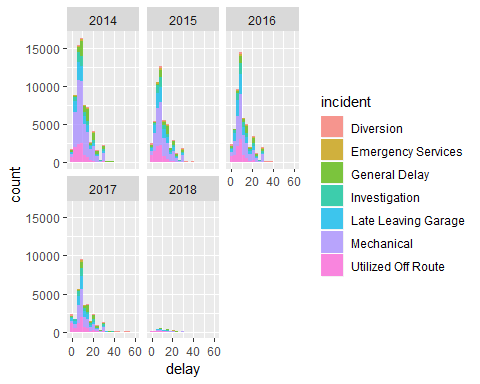 2014 2015 2016
15000
10000
5000
0
0 20 40 60
2017 2018
15000
10000
5000
0
0 20 40 60 0 20 40 60
count
delay
incident
Diversion
Emergency Services
General Delay
Investigation
Late Leaving Garage
Mechanical
Utilized Off Route